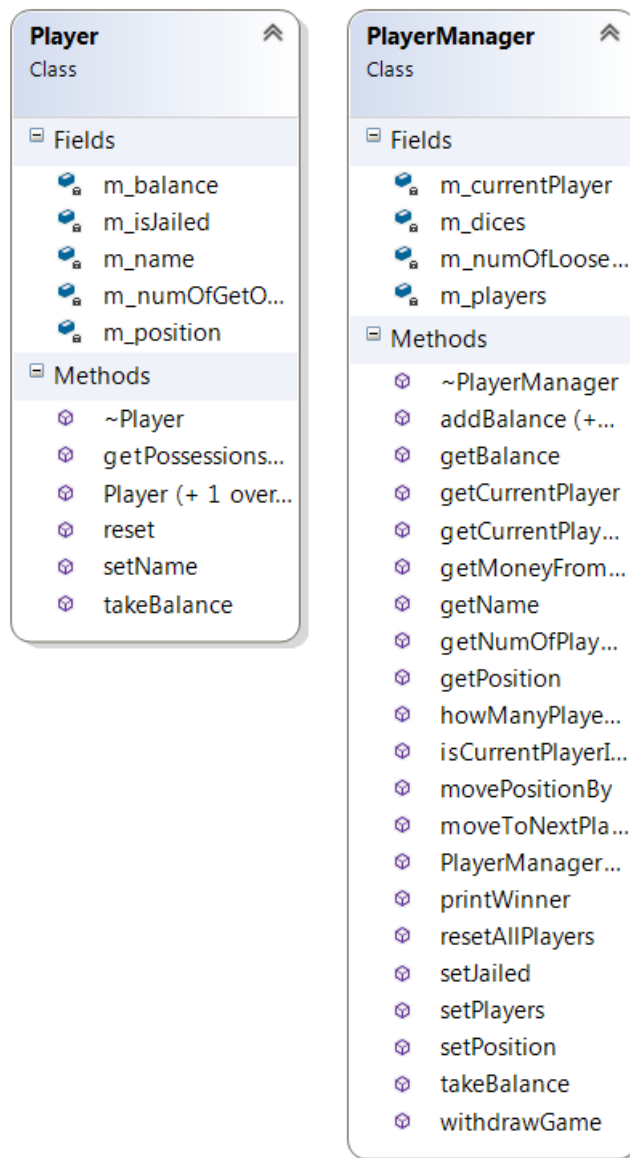 Player
Class
Fields
m_balance
m_isJailed
m_name
m_numOfGetO...
m_position
Methods
~Player
getPossessions...
Player (+ 1 over...
reset
setName
takeBalance
PlayerManager
Class
Fields
m_currentPlayer
m_dices
m_numOfLoose...
m_players
Methods
~PlayerManager
addBalance (+...
getBalance
getCurrentPlayer
getCurrentPlay...
getMoneyFrom...
getName
getNumOfPlay...
getPosition
howManyPlaye...
isCurrentPlayerI...
movePositionBy
moveToNextPla...
PlayerManager...
printWinner
resetAllPlayers
setJailed
setPlayers
setPosition
takeBalance
withdrawGame